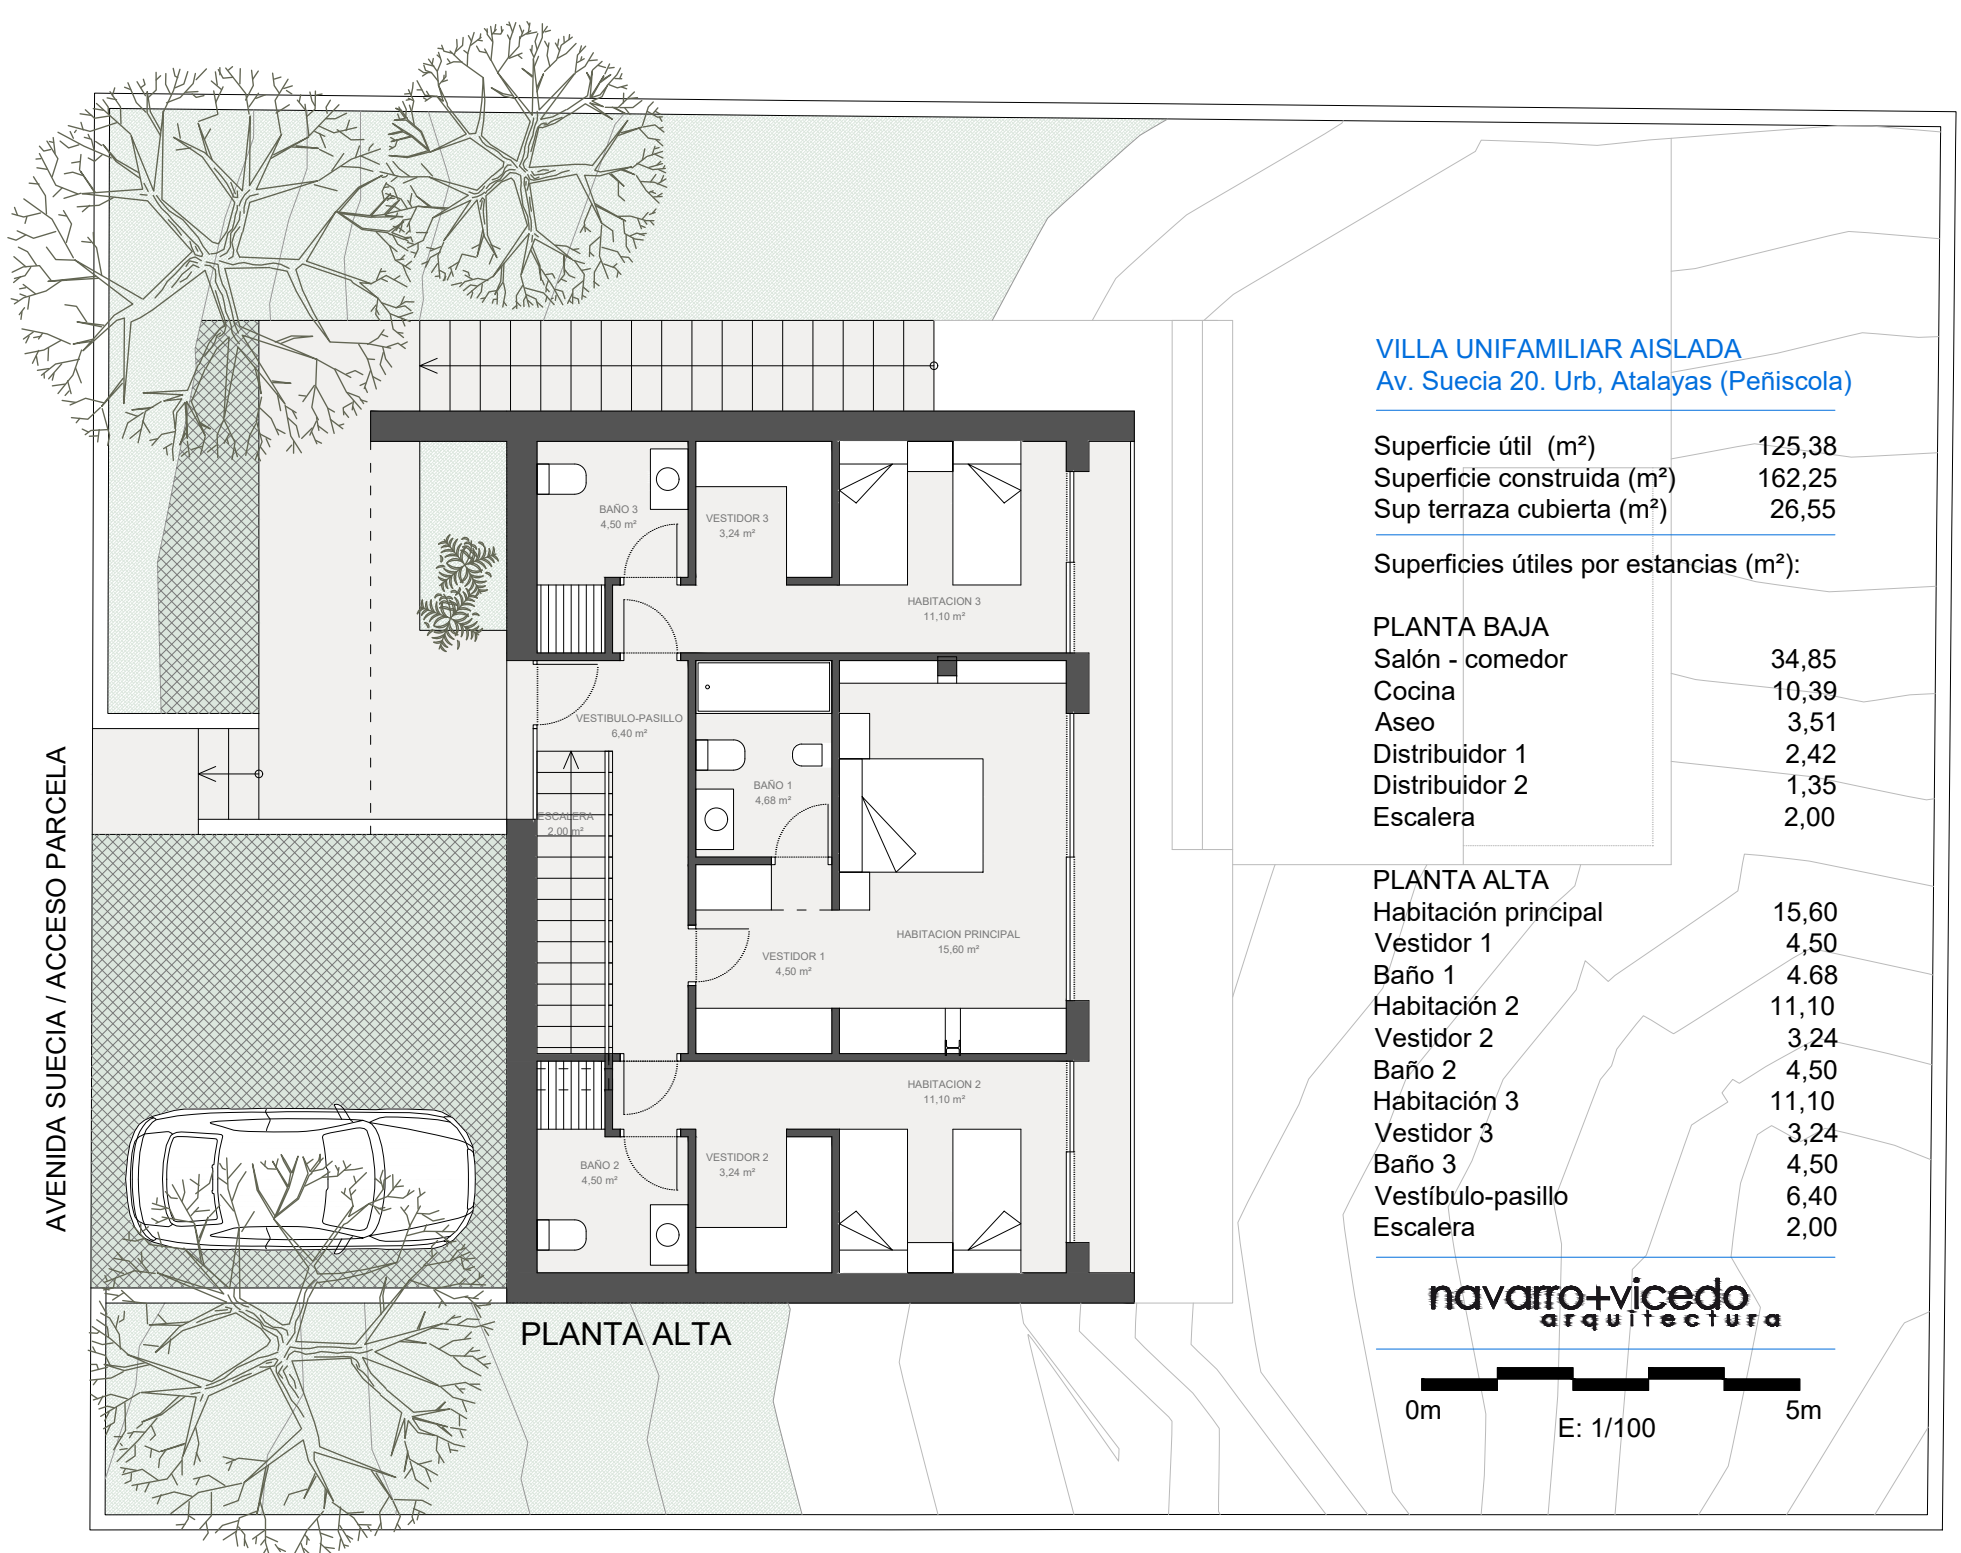 VILLA UNIFAMILIAR AISLADA
Av. Suecia 20. Urb, Atalayas (Peñiscola)
Superficie útil (m²) 125,38
Superficie construida (m²) 162,25
Sup terraza cubierta (m²) 26,55
Superficies útiles por estancias (m²):
PLANTA BAJA
Salón - comedor 34,85
Cocina 10,39
Aseo 3,51
Distribuidor 1 2,42
Distribuidor 2 1,35
Escalera 2,00
PLANTA ALTA
Habitación principal 15,60
Vestidor 1 4,50
Baño 1 4.68
Habitación 2 11,10
Vestidor 2 3,24
Baño 2 4,50
Habitación 3 11,10
Vestidor 3 3,24
Baño 3 4,50
Vestíbulo-pasillo 6,40
Escalera 2,00
navarro+vicedo
arquitectura
0m 5m
E: 1/100
BAÑO 3
4,50 m²
VESTIDOR 3
3,24 m²
HABITACION 3
11,10 m²
VESTIBULO-PASILLO
6,40 m²
BAÑO 1
4,68 m²
ESCALERA
2.00 m²
HABITACION PRINCIPAL
15,60 m²
VESTIDOR 1
4,50 m²
HABITACION 2
11,10 m²
BAÑO 2
4,50 m²
VESTIDOR 2
3,24 m²
PLANTA ALTA
AVENIDA SUECIA / ACCESO PARCELA